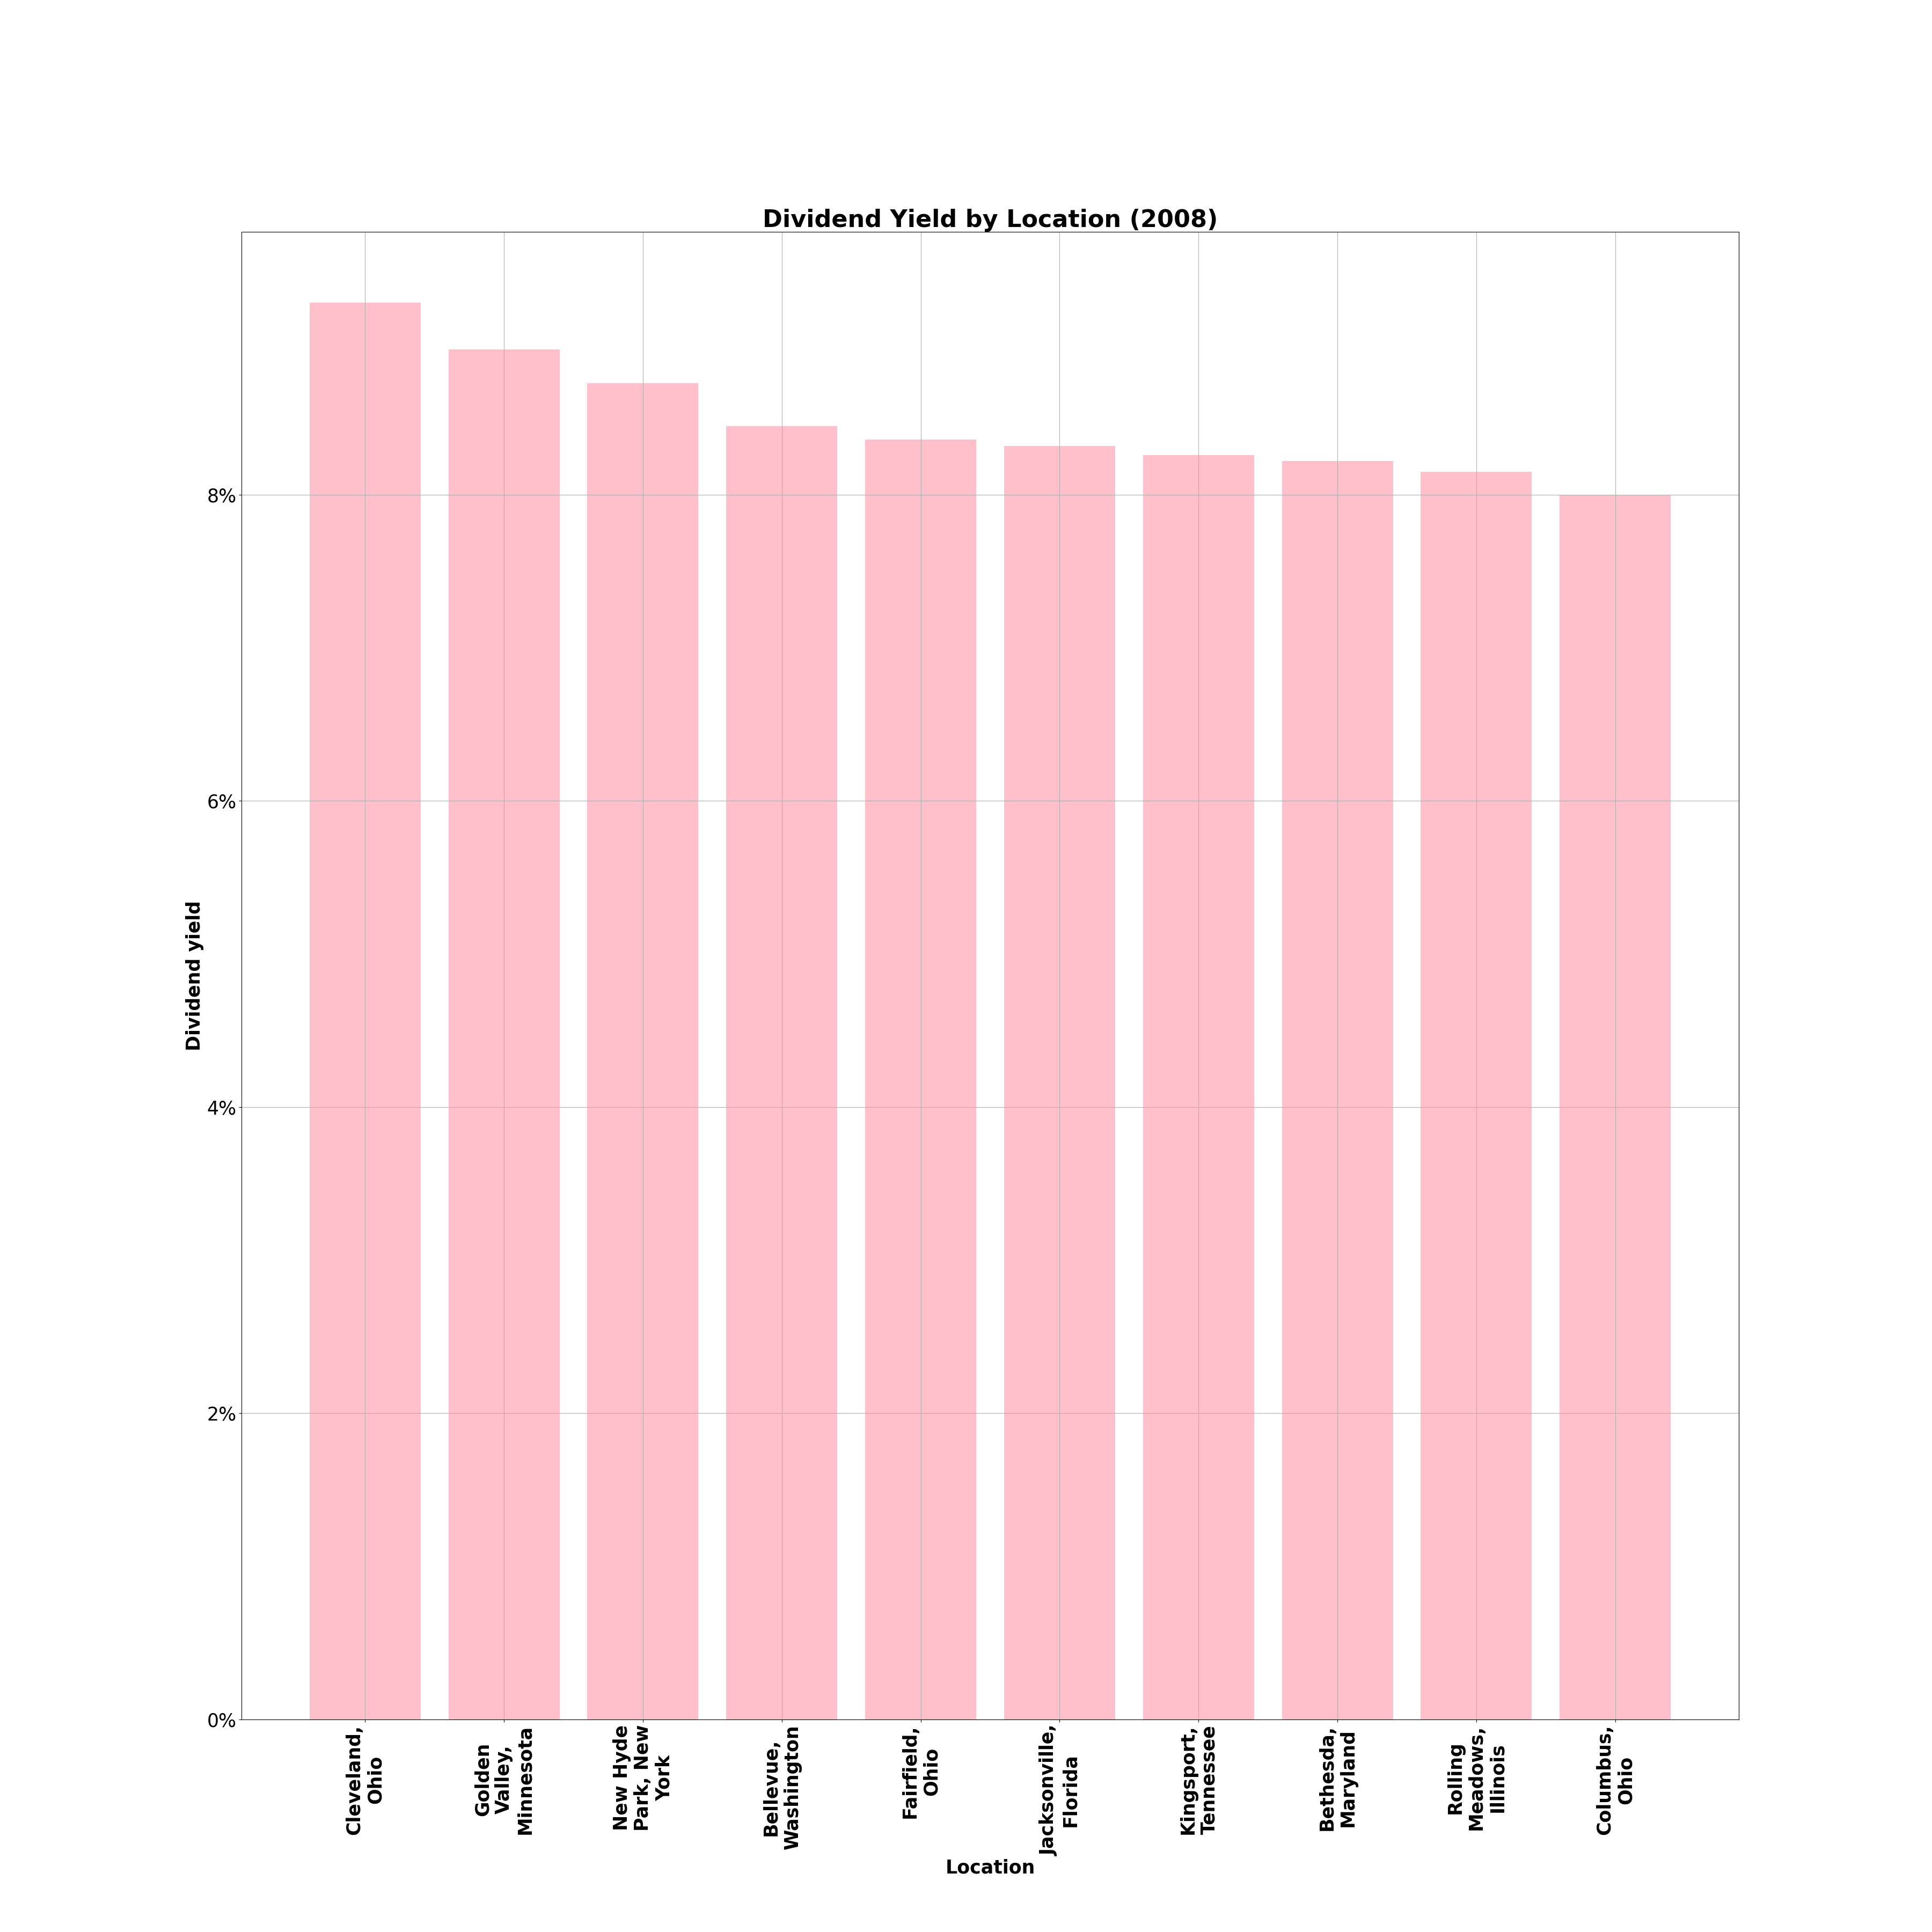 Dividend Yield by Location (2008)
8%
6%
4%
2%
0%
Dividend yield
Cleveland,
Ohio
Golden
Valley,
Minnesota
New Hyde
Park, New
York
Bellevue,
Washington
Fairfield,
Ohio
Jacksonville,
Florida
Kingsport,
Tennessee
Bethesda,
Maryland
Rolling
Meadows,
Illinois
Columbus,
Ohio
Location